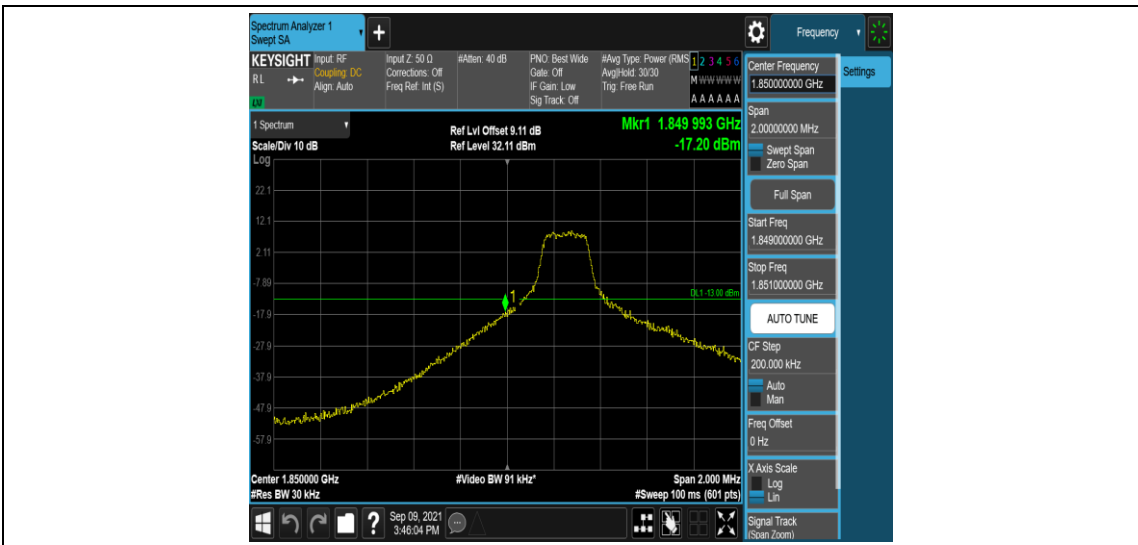 Spectrum Analyzer 1
Swept SA
+
Frequency
KEYSIGHT
RL
LW
Input: RF
Coupling: DC
Align: Auto
Input Z: 50 Ω
Corrections: Off
Freq Ref: Int (S)
#Atten: 40 dB
PNO: Best Wide
Gate: Off
IF Gain: Low
Sig Track: Off
#Avg Type: Power (RMS
Avg|Hold: 30/30
Trig: Free Run
1 2 3 4 5 6
M W W W W W
A A A A A A
1 Spectrum
Scale/Div 10 dB
Log
Ref Lvl Offset 9.11 dB
Ref Level 32.11 dBm
Mkr1 1.849 993 GHz
-17.20 dBm
22.1
12.1
2.11
-7.89
-17.9
-27.9
-37.9
-47.9
-57.9
1
DL1 -13.00 dBm
Center 1.850000 GHz
#Res BW 30 kHz
#Video BW 91 kHz*
Span 2.000 MHz
#Sweep 100 ms (601 pts)
?
Sep 09, 2021
3:46:04 PM
Center Frequency
1.850000000 GHz
Settings
Span
2.00000000 MHz
Swept Span
Zero Span
Full Span
Start Freq
1.849000000 GHz
Stop Freq
1.851000000 GHz
AUTO TUNE
CF Step
200.000 kHz
Auto
Man
Freq Offset
0 Hz
X Axis Scale
Log
Lin
Signal Track
(Span Zoom)